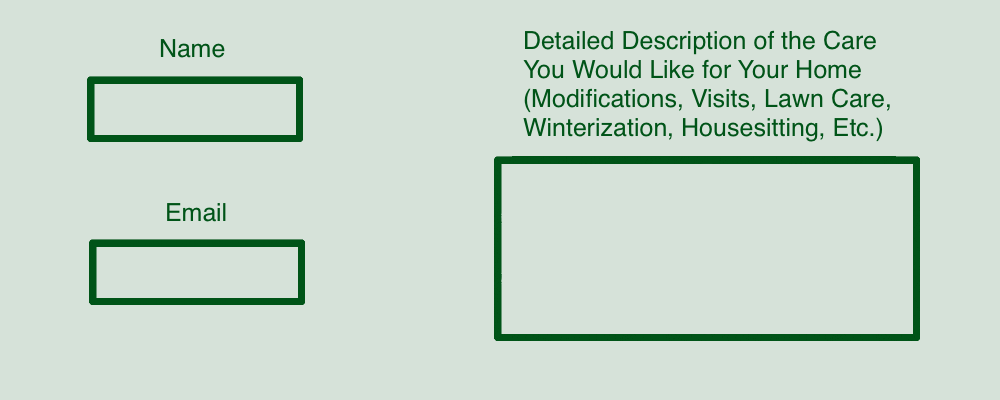 Name
Email
Detailed Description of the Care
You Would Like for Your Home
(Modifications, Visits, Lawn Care,
Winterization, Housesitting, Etc.)